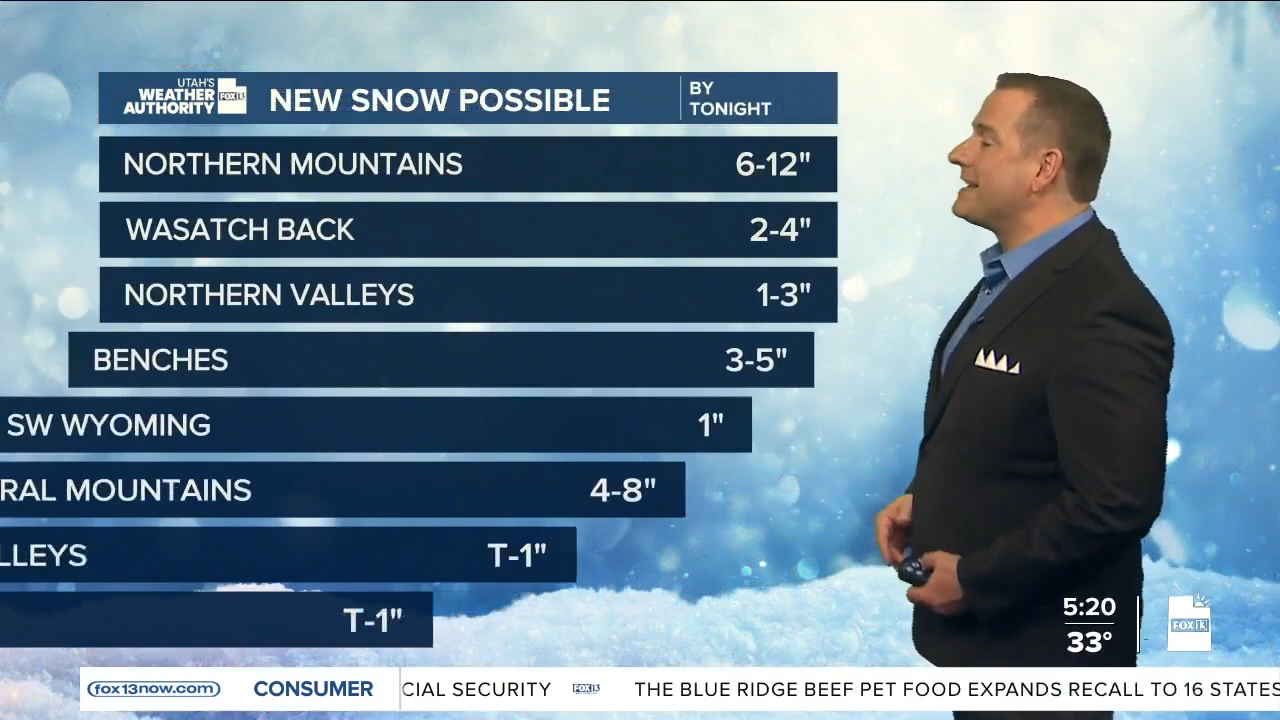 UTAH'S
WEATHER
AUTHORITY
FOX 13
NEW SNOW POSSIBLE
BY
TONIGHT
NORTHERN MOUNTAINS 6-12"
WASATCH BACK 2-4"
NORTHERN VALLEYS 1-3"
BENCHES 3-5"
SW WYOMING 1"
RAL MOUNTAINS 4-8"
LLEYS T-1"
T-1"
5:20
33°
FOX 13
fox13now.com CONSUMER CIAL SECURITY FOX 13 THE BLUE RIDGE BEEF PET FOOD EXPANDS RECALL TO 16 STATES